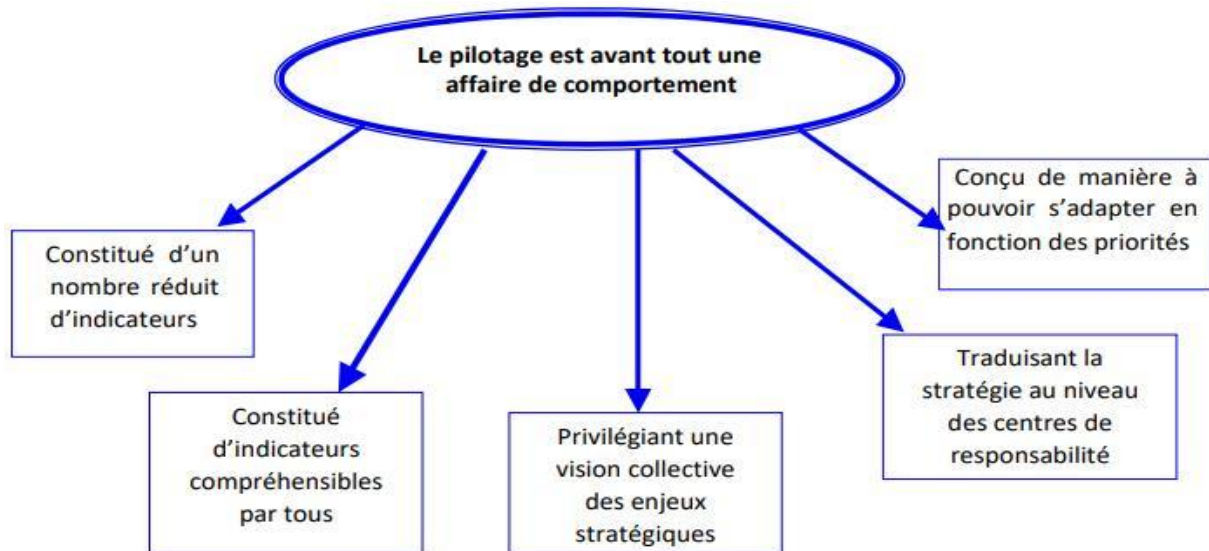 Le pilotage est avant tout une
affaire de comportement
Constitué d’un
nombre réduit
d’indicateurs
Constitué
d’indicateurs
compréhensibles
par tous
Privilégiant une
vision collective
des enjeux
stratégiques
Traduisant la
stratégie au niveau
des centres de
responsabilité
Conçu de manière à
pouvoir s’adapter en
fonction des priorités